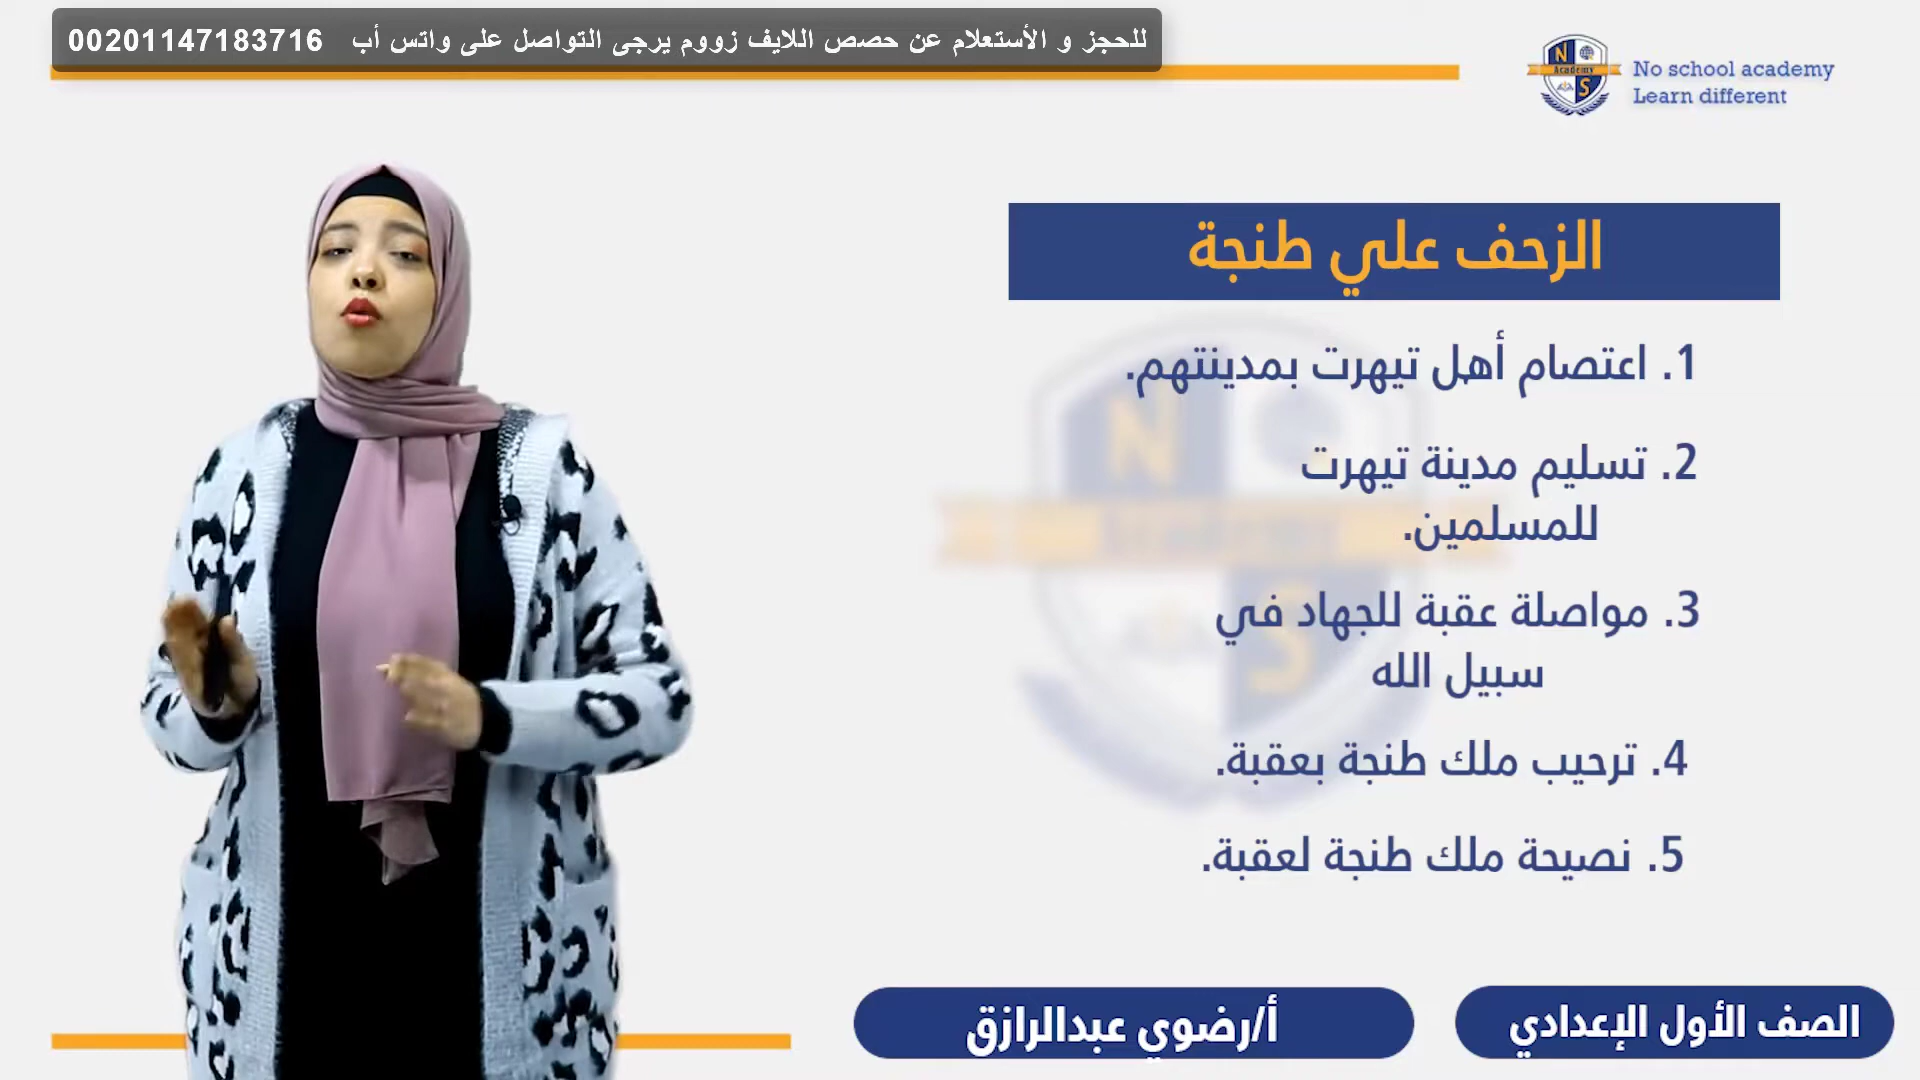 للحجز و الأستعلام عن حصص اللايف زووم يرجى التواصل على واتس أب 00201147183716
N
Academy
S
No school academy
Learn different
الزحف علي طنجة
1. اعتصام أهل تيهرت بمدينتهم.
2. تسليم مدينة تيهرت
للمسلمين.
3. مواصلة عقبة للجهاد في
سبيل الله
4. ترحيب ملك طنجة بعقبة.
5. نصيحة ملك طنجة لعقبة.
الصف الأول الإعدادي
أ/رضوي عبدالرازق